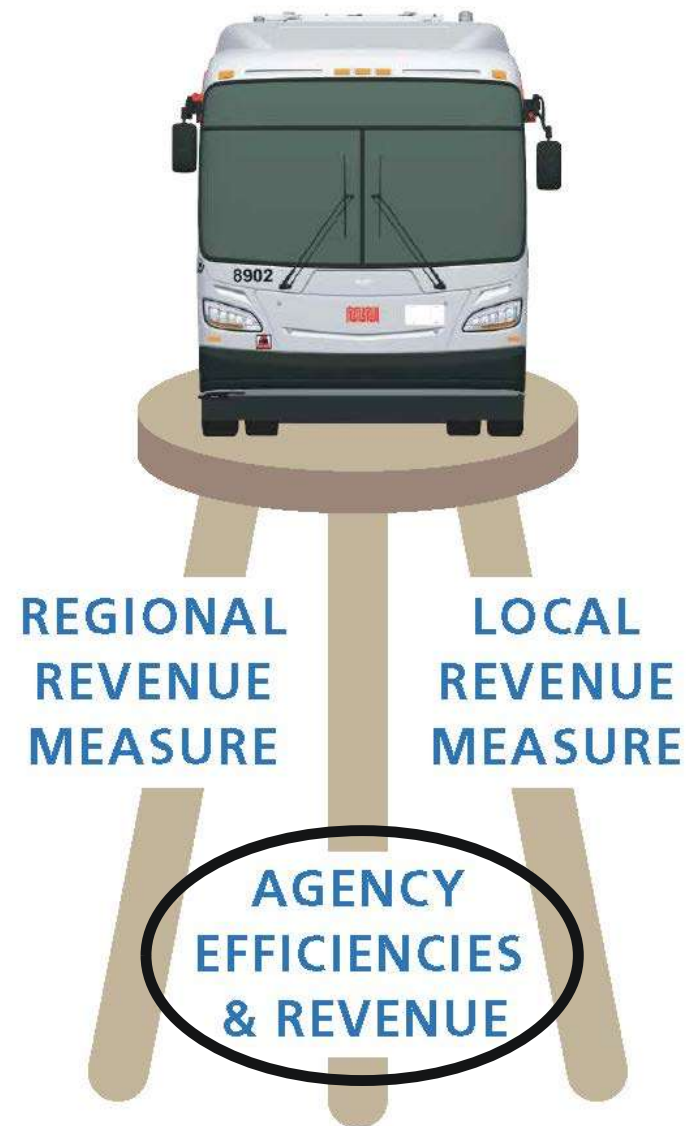 8902
REGIONAL
REVENUE
MEASURE
LOCAL
REVENUE
MEASURE
AGENCY
EFFICIENCIES
& REVENUE